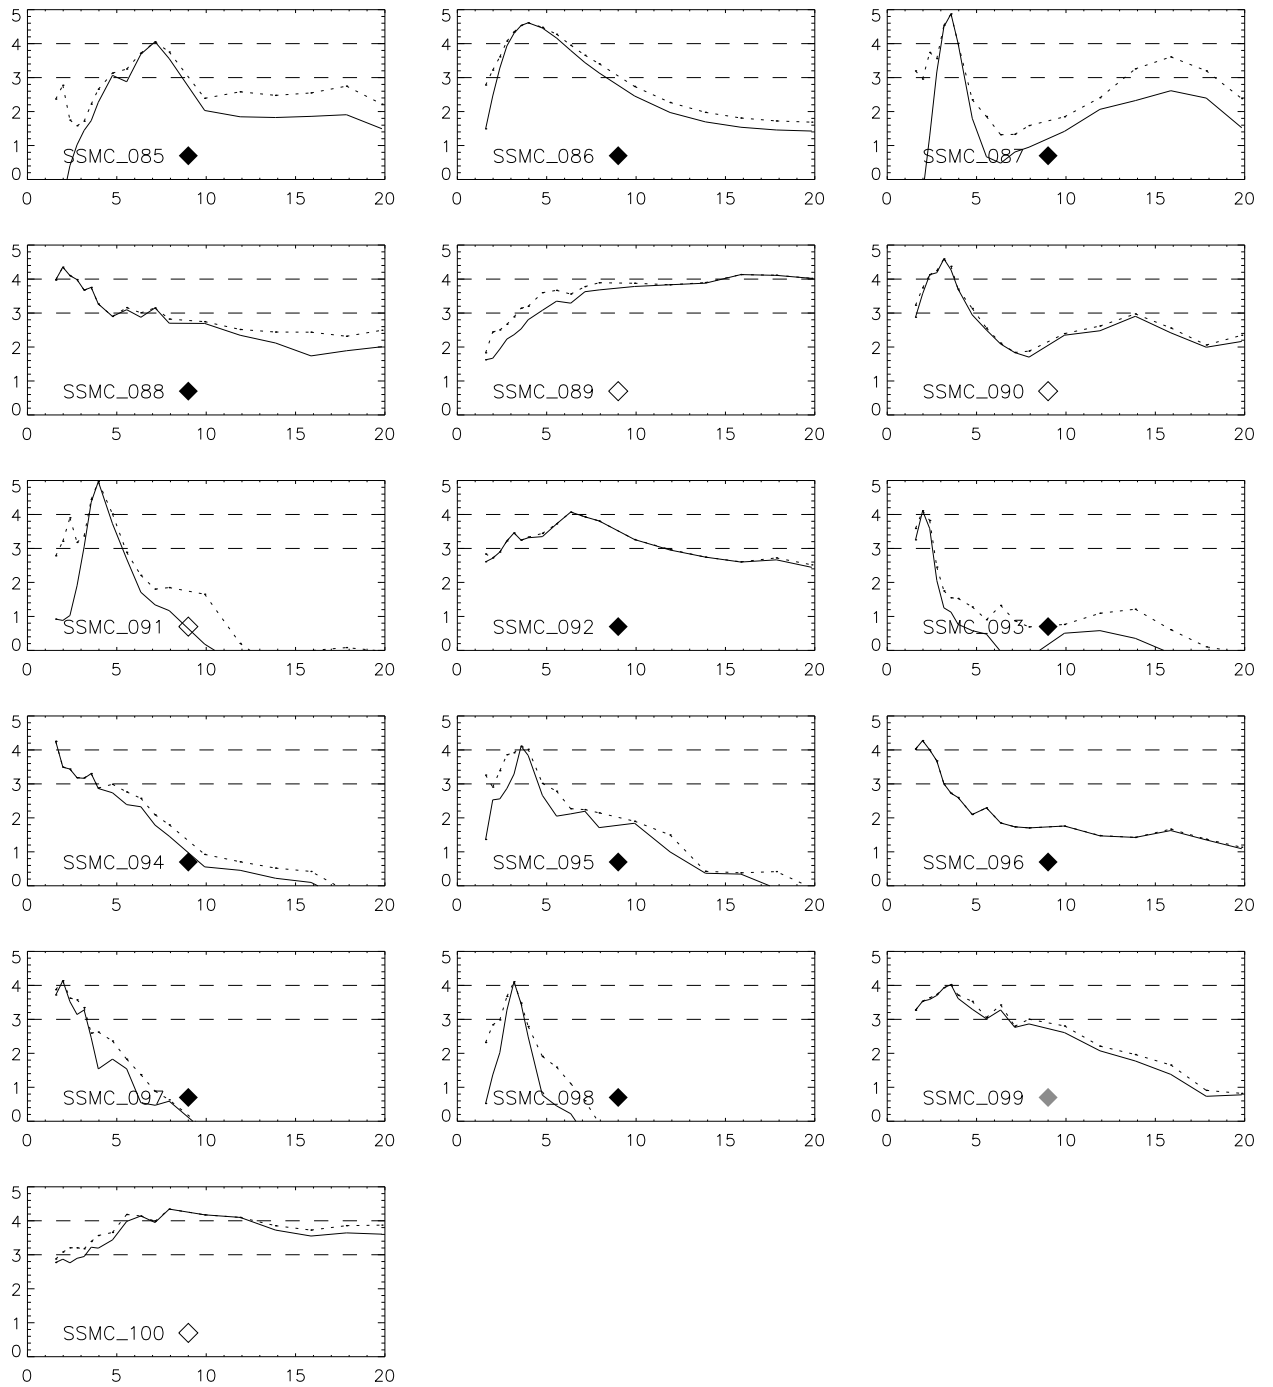 5 5 5
4 4 4
3 3 3
2 2 2
1 1 1
SSMC_085 SSMC_086 SSMC_087
0 0 0
0 5 10 15 20 0 5 10 15 20 0 5 10 15 20
5 5 5
4 4 4
3 3 3
2 2 2
1 1 1
SSMC_088 SSMC_089 SSMC_090
0 0 0
0 5 10 15 20 0 5 10 15 20 0 5 10 15 20
5 5 5
4 4 4
3 3 3
2 2 2
1 1 1
SSMC_091 SSMC_092 SSMC_093
0 0 0
0 5 10 15 20 0 5 10 15 20 0 5 10 15 20
5 5 5
4 4 4
3 3 3
2 2 2
1 1 1
SSMC_094 SSMC_095 SSMC_096
0 0 0
0 5 10 15 20 0 5 10 15 20 0 5 10 15 20
5 5 5
4 4 4
3 3 3
2 2 2
1 1 1
SSMC_097 SSMC_098 SSMC_099
0 0 0
0 5 10 15 20 0 5 10 15 20 0 5 10 15 20
5
4
3
2
1
SSMC_100
0
0 5 10 15 20